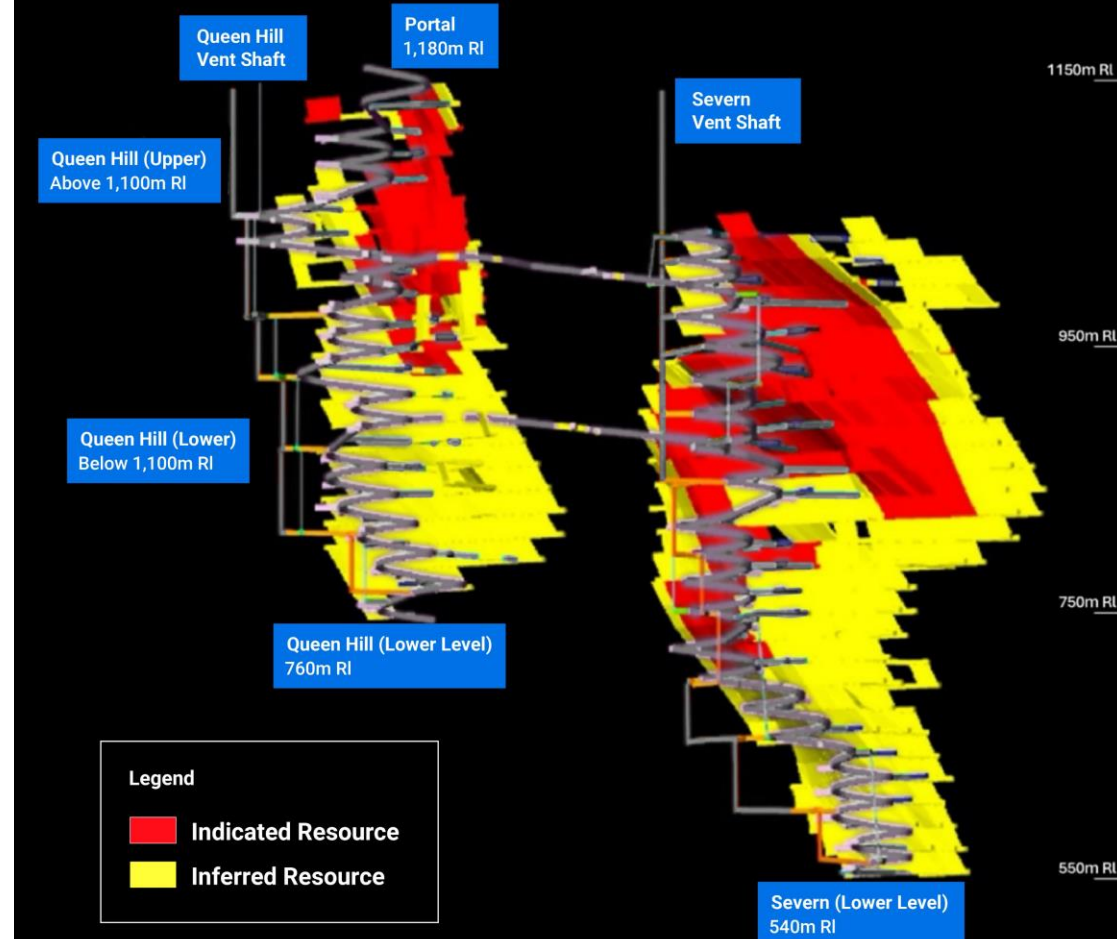 Portal
1,180m Rl
Queen Hill
Vent Shaft
1150m Rl
Severn
Vent Shaft
Queen Hill (Upper)
Above 1,100m Rl
950m Rl
Queen Hill (Lower)
Below 1,100m Rl
750m Rl
Queen Hill (Lower Level)
760m Rl
Legend
Indicated Resource
Inferred Resource
550m Rl
Severn (Lower Level)
540m Rl